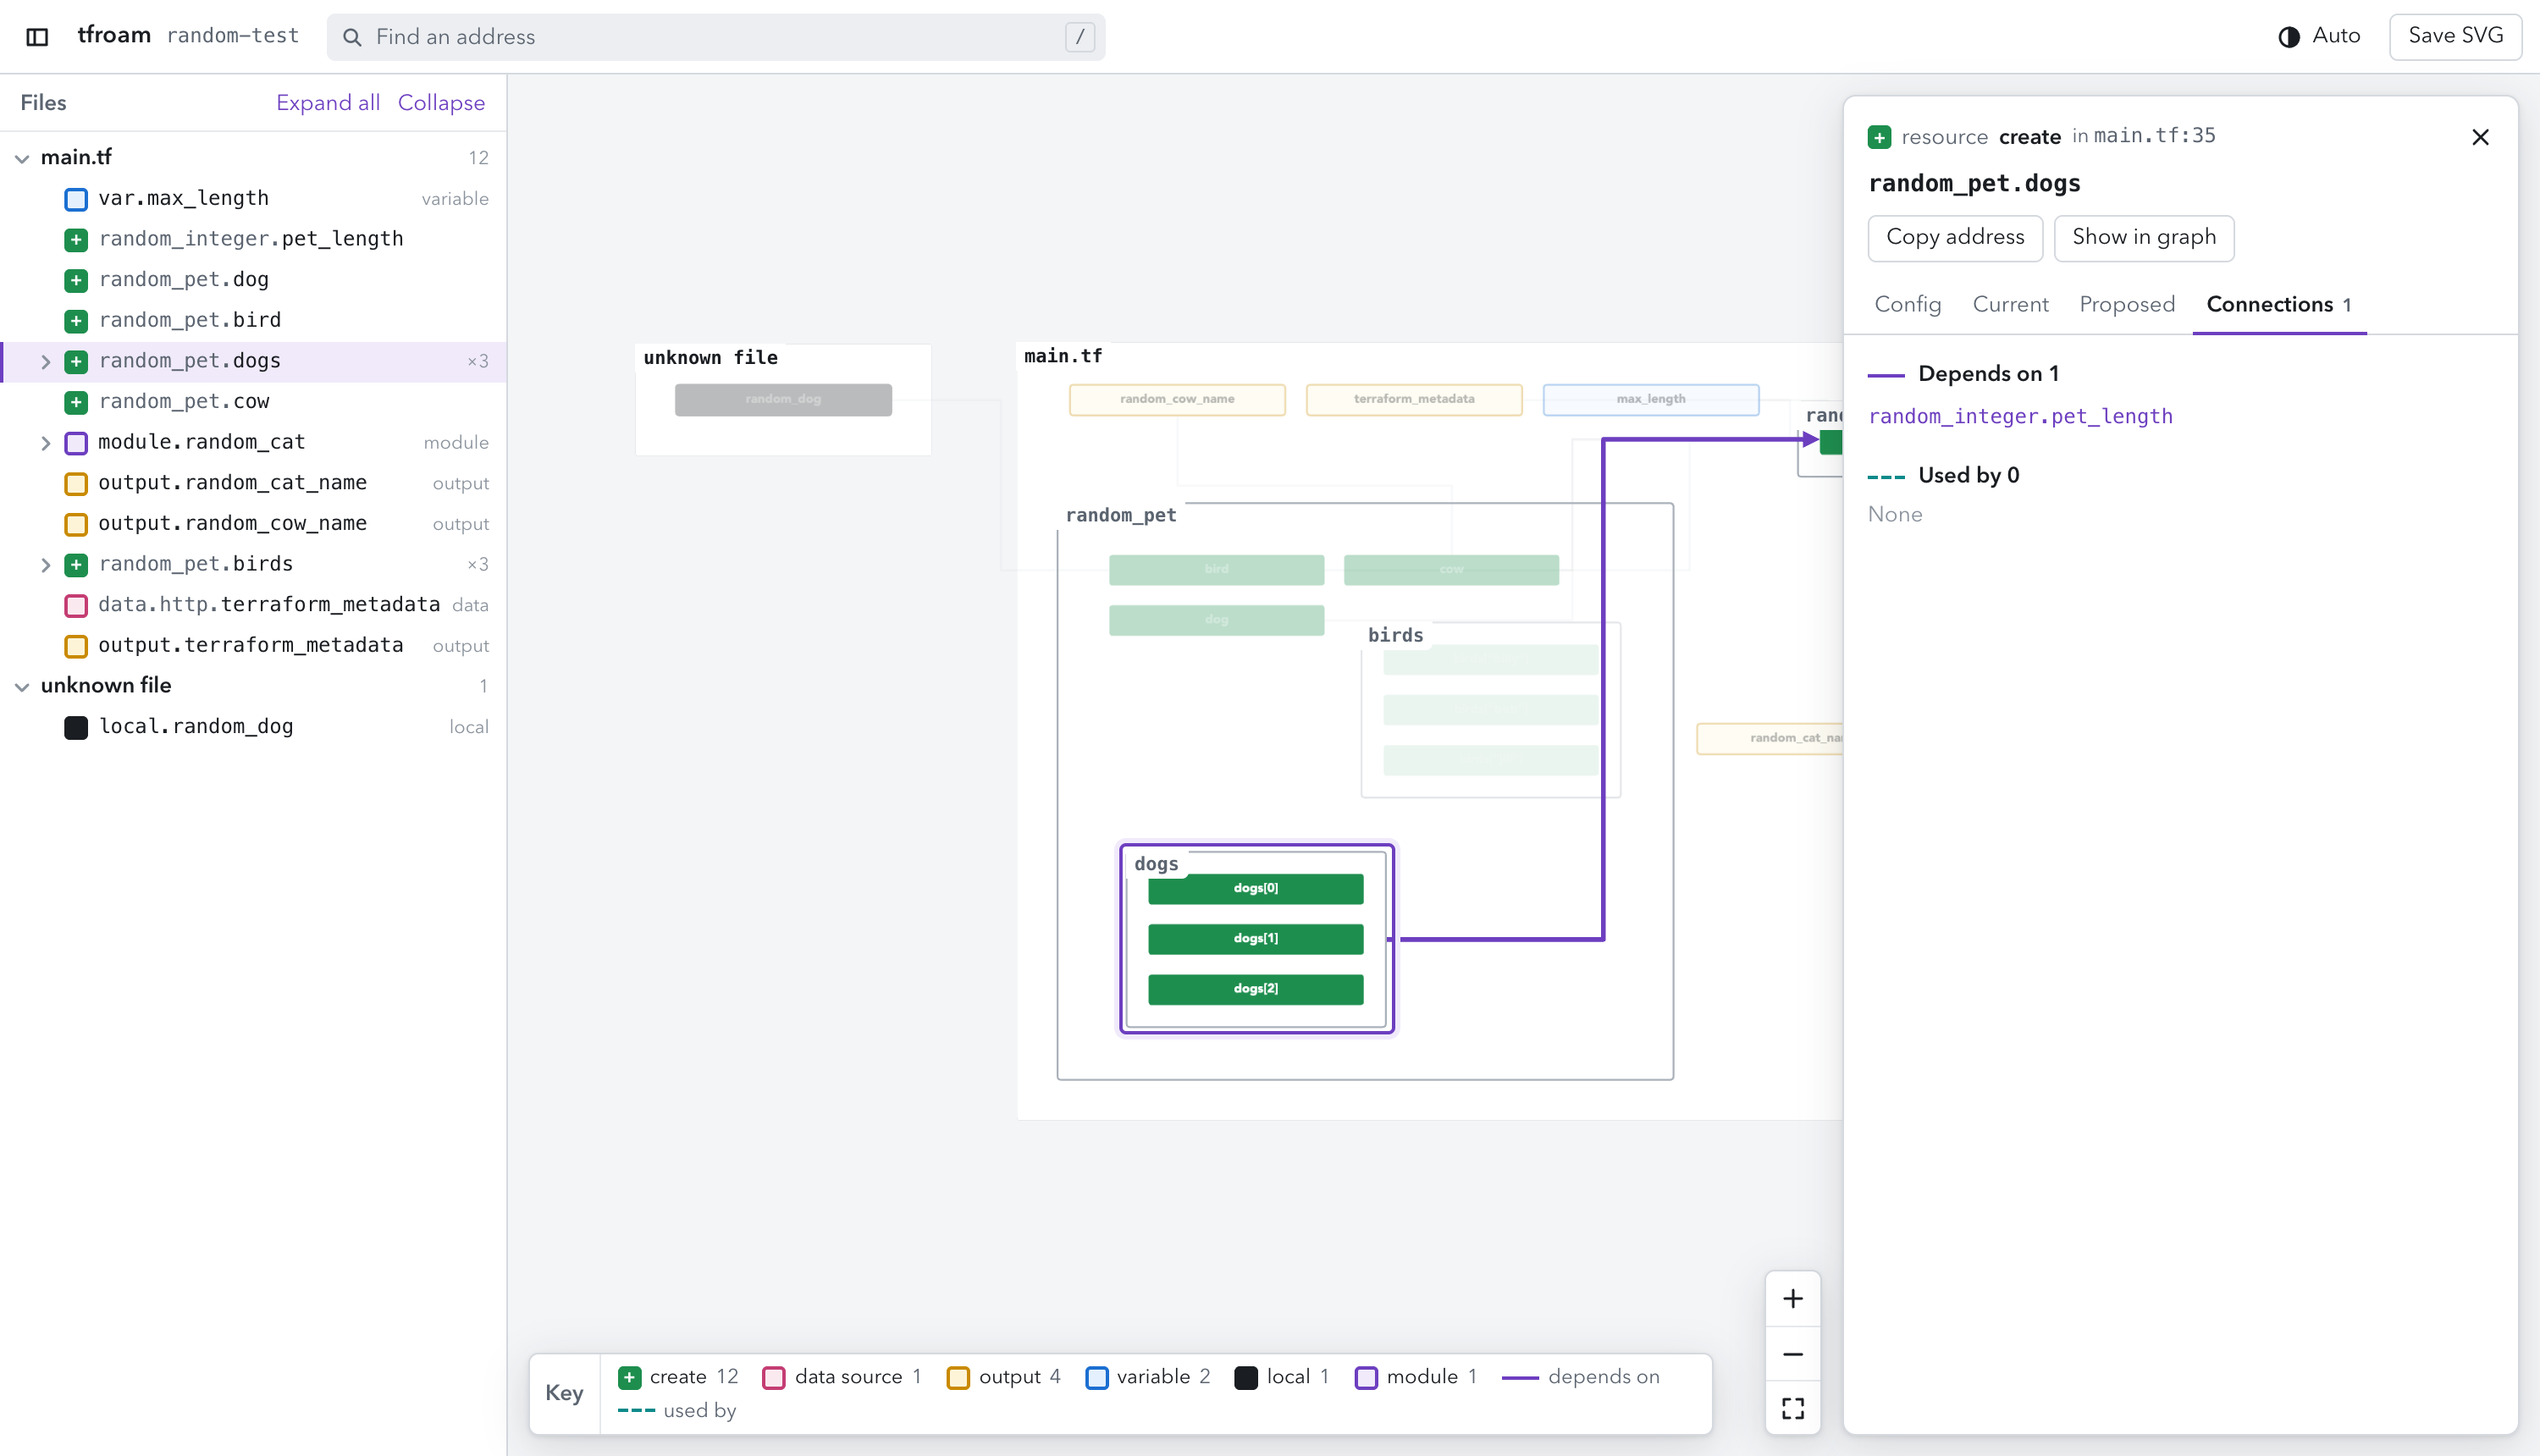 tfroam random-test
Find an address /
Auto
Save SVG
Files Expand all Collapse
main.tf 12
var.max_length variable
random_integer.pet_length
random_pet.dog
random_pet.bird
random_pet.dogs ×3
random_pet.cow
module.random_cat module
output.random_cat_name output
output.random_cow_name output
random_pet.birds ×3
data.http.terraform_metadata data
output.terraform_metadata output
unknown file 1
local.random_dog local
unknown file
random_dog
main.tf
random_cow_name terraform_metadata max_length
random_pet
bird cow
dog
birds
dogs
dogs[0]
dogs[1]
dogs[2]
Key
create 12 data source 1 output 4 variable 2 local 1 module 1 depends on
used by
resource create in main.tf:35
random_pet.dogs
Copy address Show in graph
Config Current Proposed Connections 1
Depends on 1
random_integer.pet_length
Used by 0
None